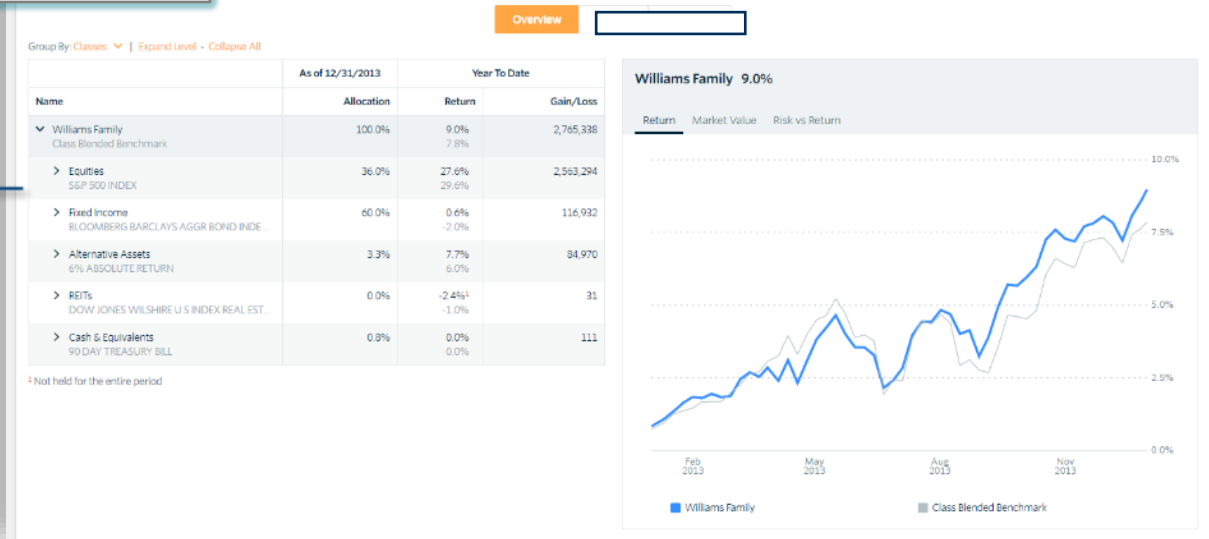 Overview
Group By: Classes | Expand Level - Collapse All
As of 12/31/2013 Year To Date
Name Allocation Return Gain/Loss
Williams Family 100.0% 9.0% 2,765,338
Class Blended Benchmark 7.8%
Equities 36.0% 27.6% 2,563,294
S&P 500 INDEX 29.6%
Fixed Income 60.0% 0.6% 116,932
BLOOMBERG BARCLAYS AGGR BOND INDE... -2.0%
Alternative Assets 3.3% 7.7% 84,970
6% ABSOLUTE RETURN 6.0%
REITs 0.0% -2.4%¹ 31
DOW JONES WILSHIRE U S INDEX REAL EST... -1.0%
Cash & Equivalents 0.8% 0.0% 111
90 DAY TREASURY BILL 0.0%
¹ Not held for the entire period
Williams Family 9.0%
Return Market Value Risk vs Return
10.0%
7.5%
5.0%
2.5%
0.0%
Feb May Aug Nov
2013 2013 2013 2013
Williams Family Class Blended Benchmark